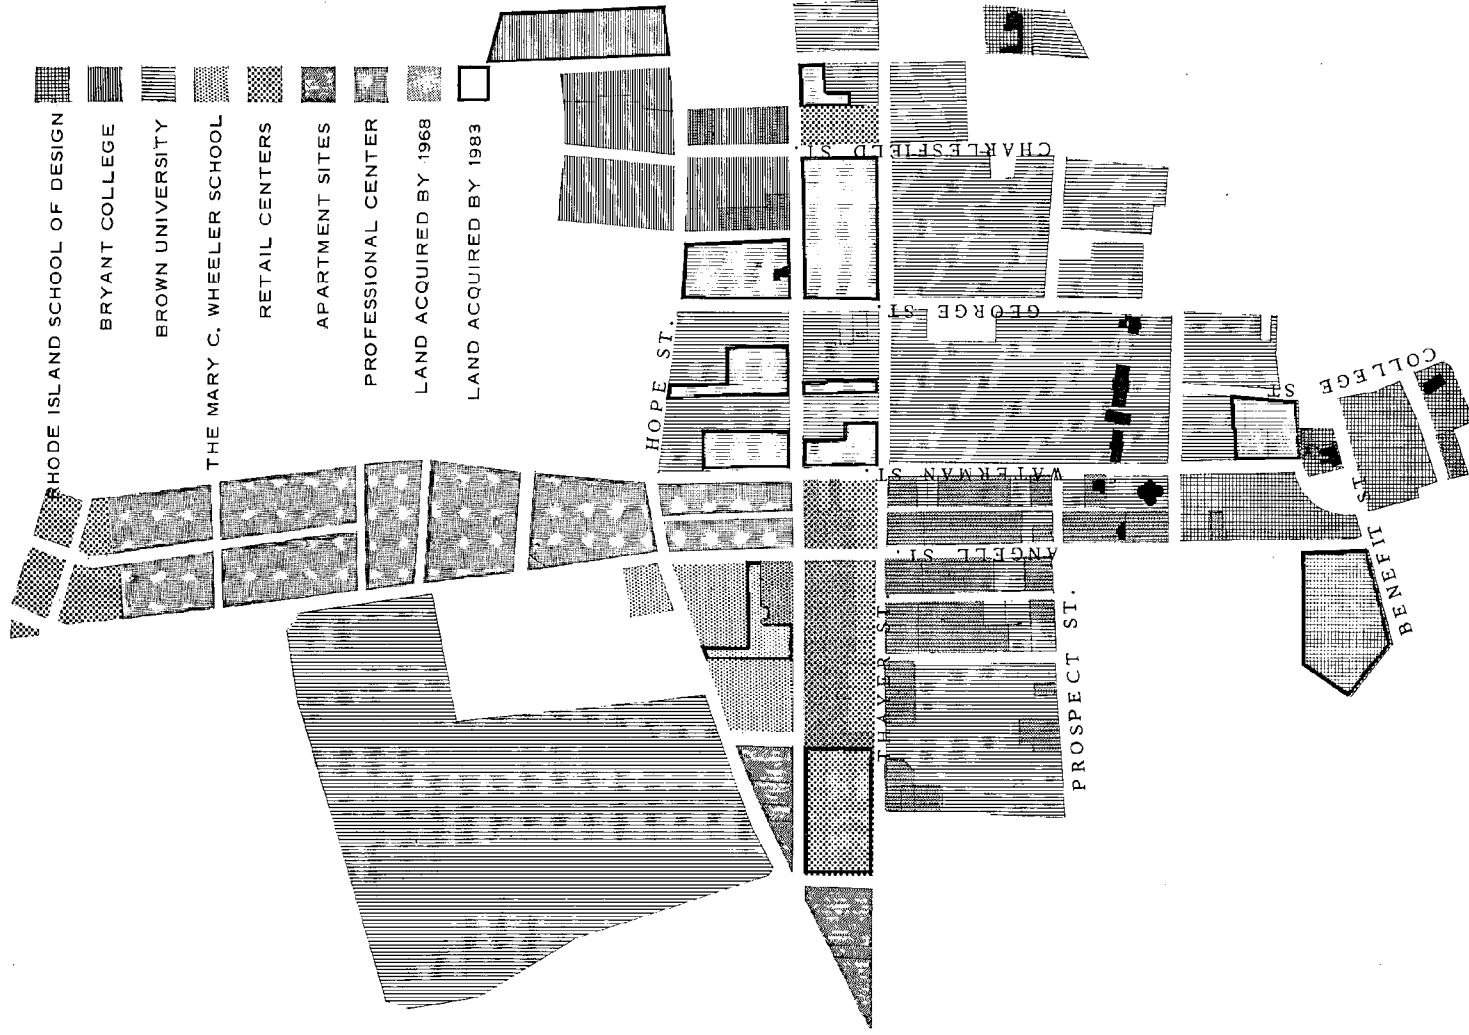 RHODE ISLAND SCHOOL OF DESIGN
BRYANT COLLEGE
BROWN UNIVERSITY
THE MARY C. WHEELER SCHOOL
RETAIL CENTERS
APARTMENT SITES
PROFESSIONAL CENTER
LAND ACQUIRED BY 1968
LAND ACQUIRED BY 1983
CHARLESFIELD ST.
GEORGE ST.
HOPE ST.
COLLEGE ST
WATERMAN ST.
ANGELL ST.
BENEFIT ST.
THAYER ST.
PROSPECT ST.